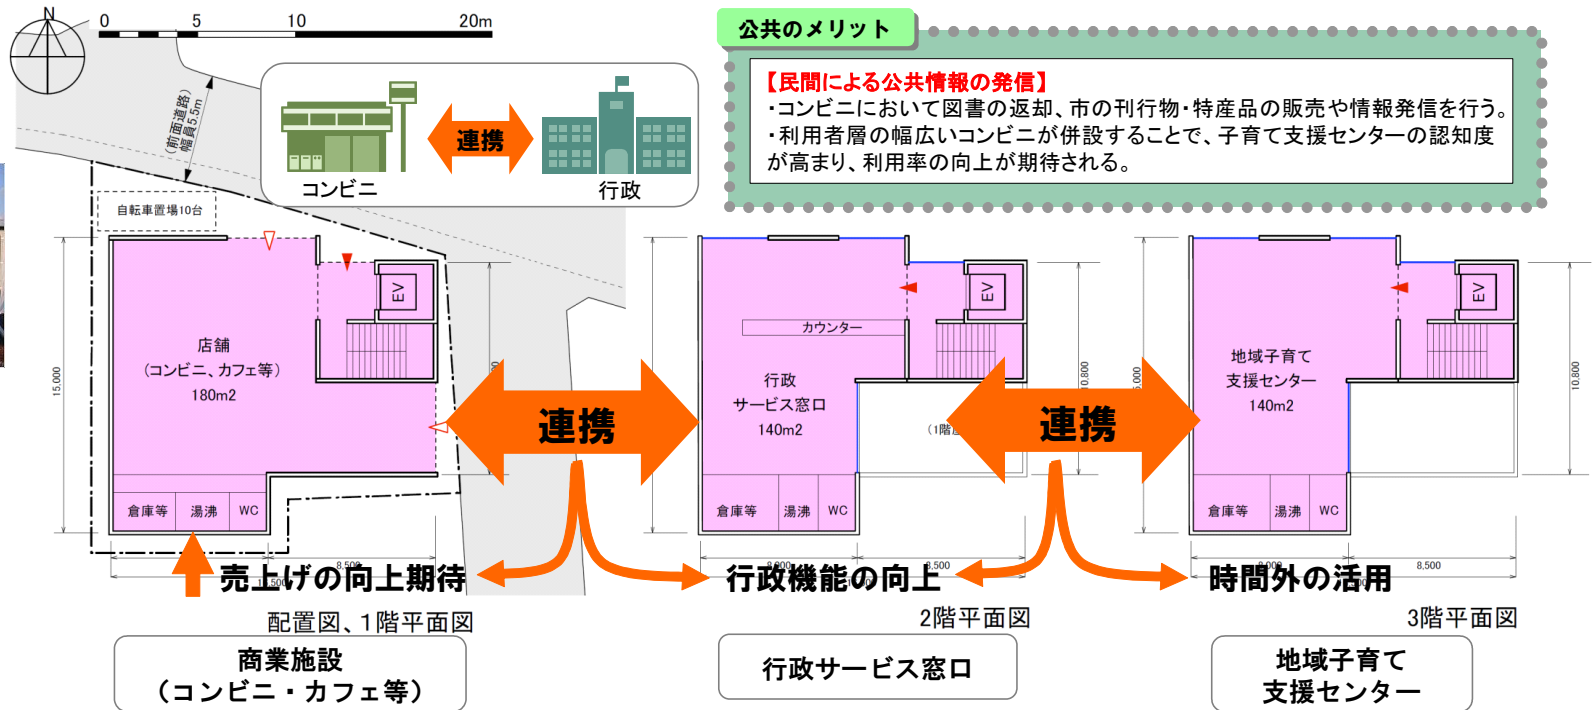 N
0 5 10 20m
(前面道路)
幅員5.5m
コンビニ
連携
行政
公共のメリット
【民間による公共情報の発信】
・コンビニにおいて図書の返却、市の刊行物・特産品の販売や情報発信を行う。
・利用者層の幅広いコンビニが併設することで、子育て支援センターの認知度
が高まり、利用率の向上が期待される。
自転車置場10台
EV
店舗
(コンビニ、カフェ等)
180m2
15.000
倉庫等 湯沸 WC
8,500
連携
EV
カウンター
行政
サービス窓口
140m2
(1階
10.800
倉庫等 湯沸 WC
8,500
連携
EV
地域子育て
支援センター
140m2
10.800
倉庫等 湯沸 WC
8,500
売上げの向上期待
行政機能の向上
時間外の活用
配置図、1階平面図
2階平面図
3階平面図
商業施設
(コンビニ・カフェ等)
行政サービス窓口
地域子育て
支援センター